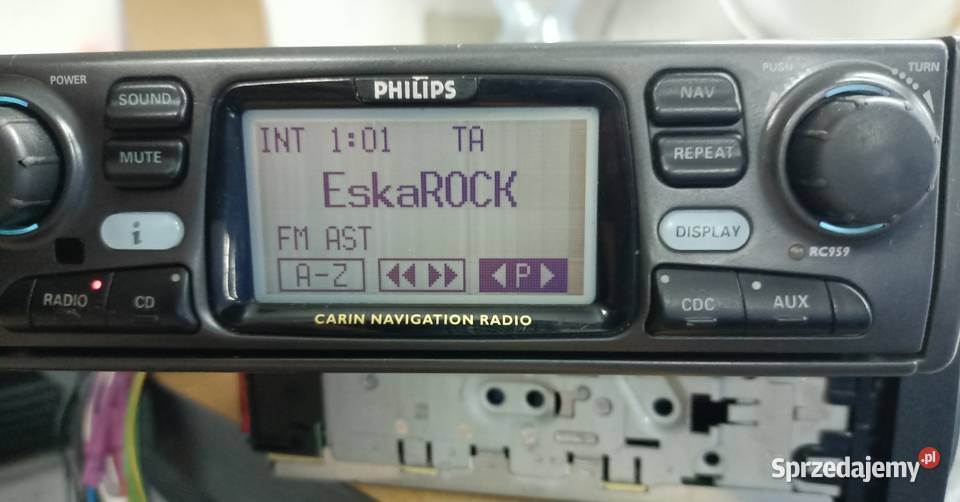 POWER
SOUND
MUTE
i
RADIO
CD
PHILIPS
INT 1:01 TA
EskaROCK
FM AST
A-Z
P
CARIN NAVIGATION RADIO
NAV
REPEAT
DISPLAY
PUSH
TURN
RC959
CDC
AUX
Sprzedajemy.pl